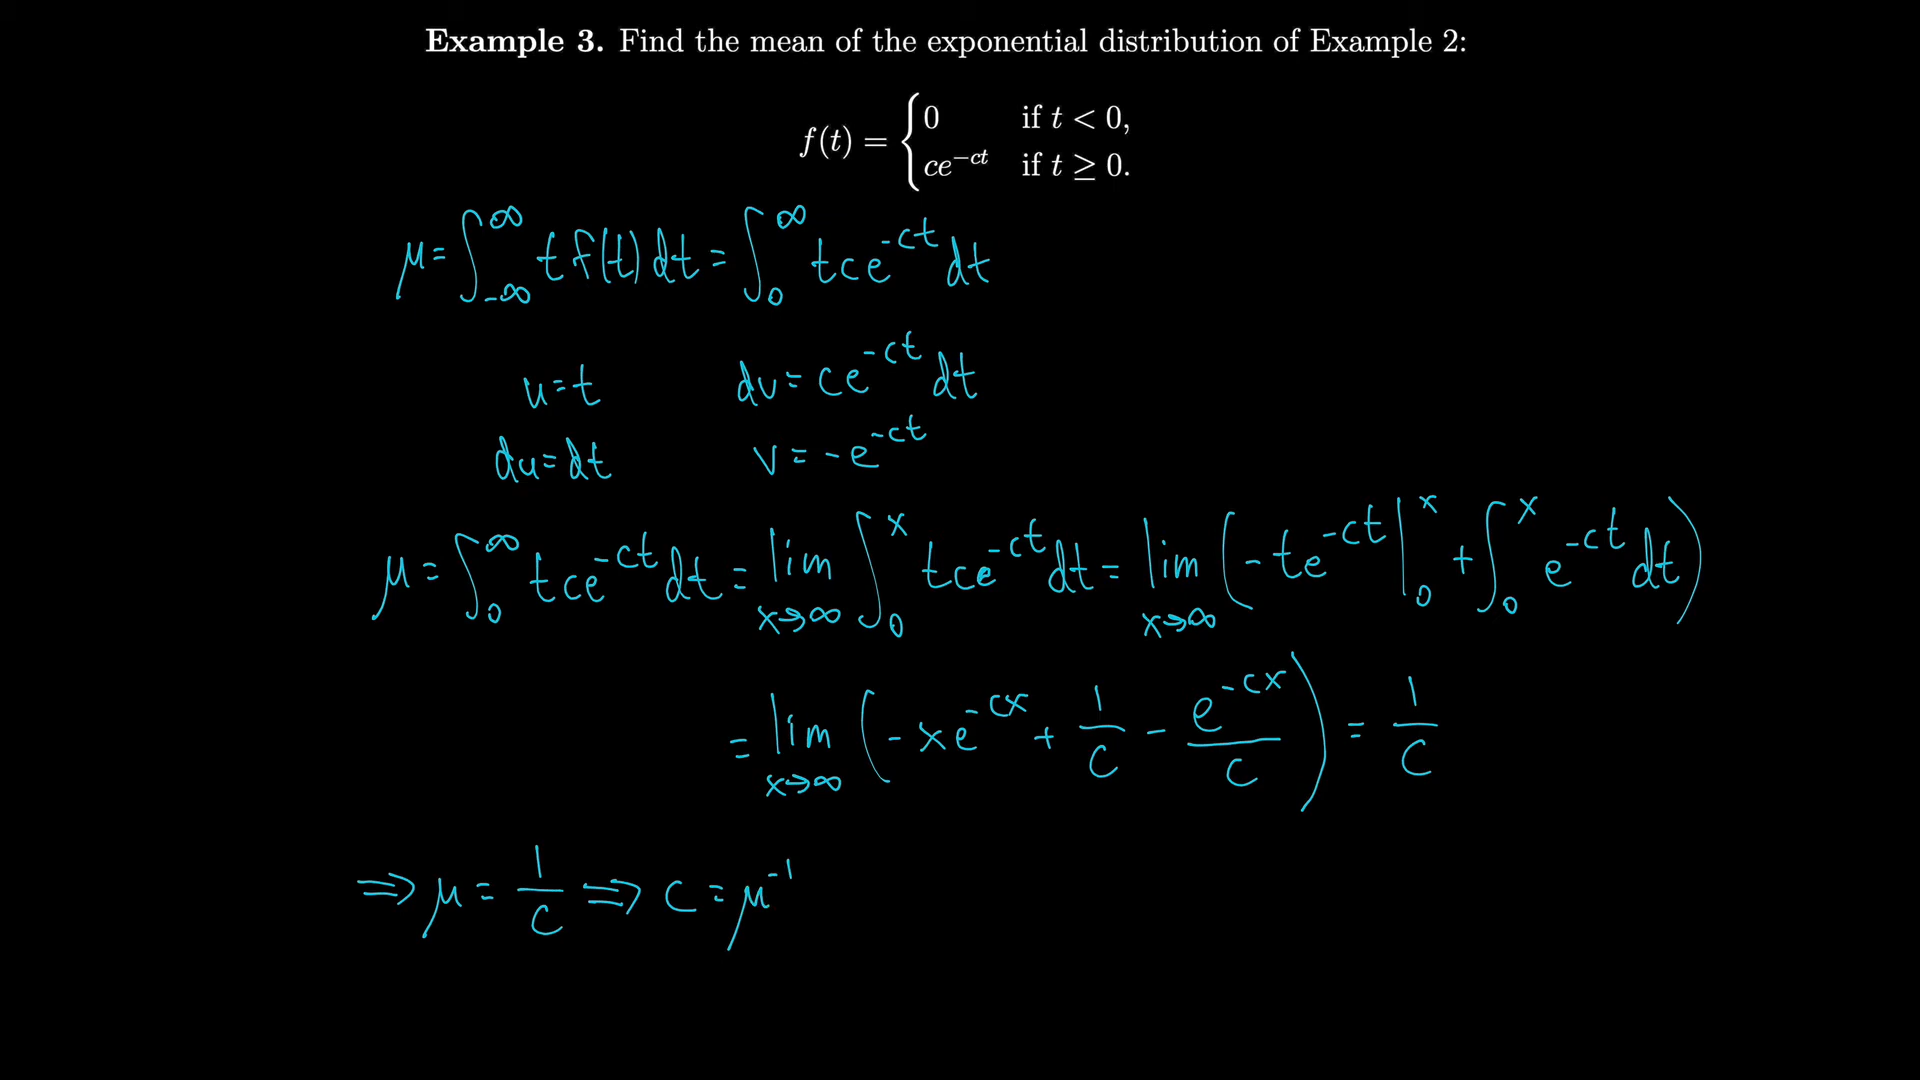 Example 3. Find the mean of the exponential distribution of Example 2:
f(t) = { 0 if t < 0,
ce^{-ct} if t ≥ 0.
μ = ∫_{-∞}^{∞} t f(t) dt = ∫_0^∞ tce^{-ct} dt
u = t dv = ce^{-ct} dt
du = dt v = -e^{-ct}
μ = ∫_0^∞ tce^{-ct} dt = lim_{x→∞} ∫_0^x tce^{-ct} dt = lim_{x→∞} ( -te^{-ct} |_0^x + ∫_0^x e^{-ct} dt )
= lim_{x→∞} ( -xe^{-cx} + 1/c - e^{-cx}/c ) = 1/c
⇒ μ = 1/c ⇒ c = μ^{-1}